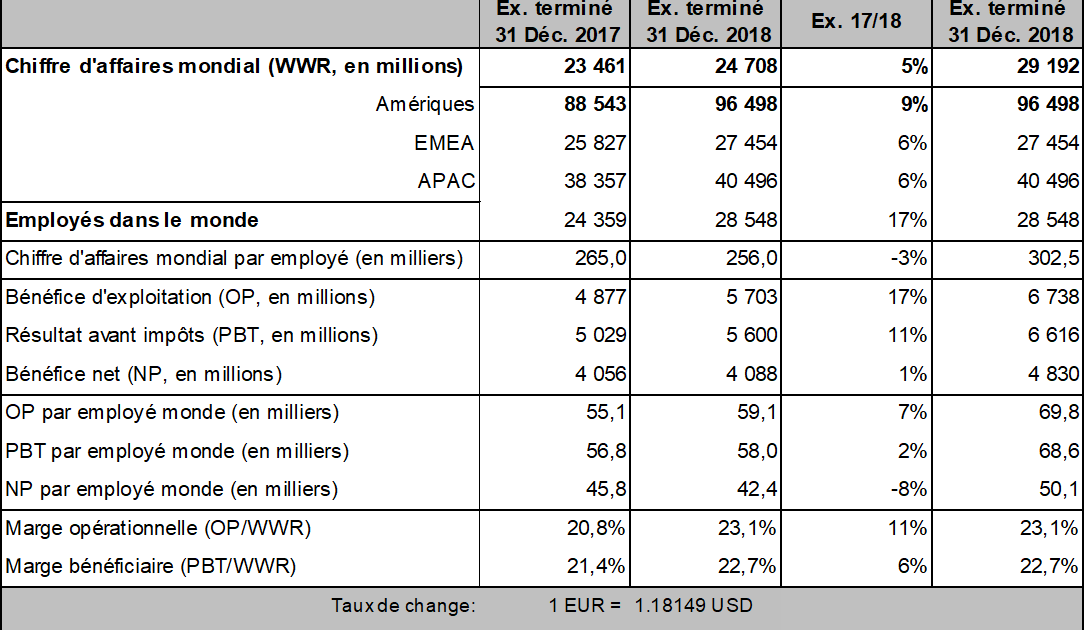 Ex. terminé Ex. terminé Ex. 17/18 Ex. terminé
31 Déc. 2017 31 Déc. 2018 31 Déc. 2018
Chiffre d'affaires mondial (WWR, en millions) 23 461 24 708 5% 29 192
Amériques 88 543 96 498 9% 96 498
EMEA 25 827 27 454 6% 27 454
APAC 38 357 40 496 6% 40 496
Employés dans le monde 24 359 28 548 17% 28 548
Chiffre d'affaires mondial par employé (en milliers) 265,0 256,0 -3% 302,5
Bénéfice d'exploitation (OP, en millions) 4 877 5 703 17% 6 738
Résultat avant impôts (PBT, en millions) 5 029 5 600 11% 6 616
Bénéfice net (NP, en millions) 4 056 4 088 1% 4 830
OP par employé monde (en milliers) 55,1 59,1 7% 69,8
PBT par employé monde (en milliers) 56,8 58,0 2% 68,6
NP par employé monde (en milliers) 45,8 42,4 -8% 50,1
Marge opérationnelle (OP/WWR) 20,8% 23,1% 11% 23,1%
Marge bénéficiaire (PBT/WWR) 21,4% 22,7% 6% 22,7%
Taux de change: 1 EUR = 1.18149 USD